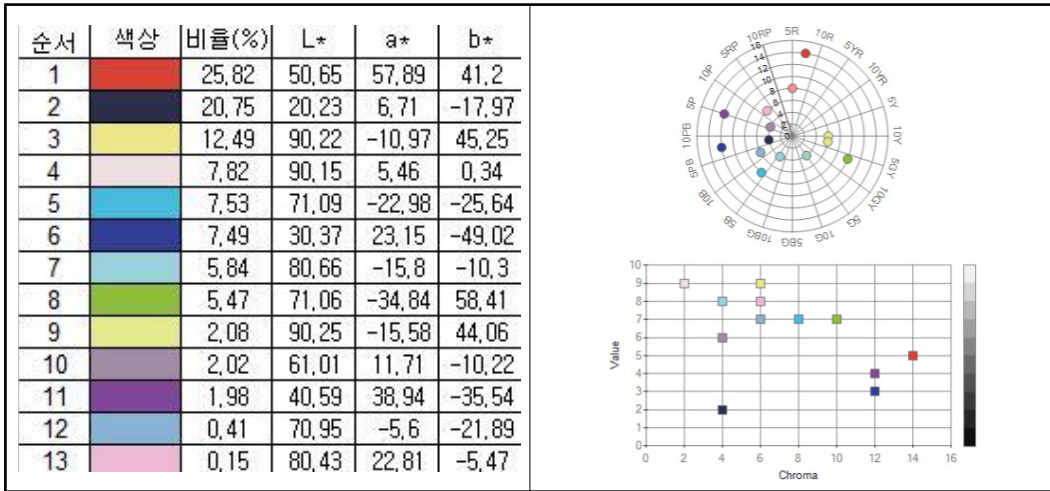 순서 색상 비율(%) L* a* b*
1 25,82 50,65 57,89 41,2
2 20,75 20,23 6,71 -17,97
3 12,49 90,22 -10,97 45,25
4 7,82 90,15 5,46 0,34
5 7,53 71,09 -22,98 -25,64
6 7,49 30,37 23,15 -49,02
7 5,84 80,66 -15,8 -10,3
8 5,47 71,06 -34,84 58,41
9 2,08 90,25 -15,58 44,06
10 2,02 61,01 11,71 -10,22
11 1,98 40,59 38,94 -35,54
12 0,41 70,95 -5,6 -21,89
13 0,15 80,43 22,81 -5,47
5R
10R
5YR
10YR
5Y
10Y
5GY
10GY
5G
10G
5BG
10BG
5B
10B
5PB
10PB
5P
10P
5RP
10RP
16
14
12
10
8
6
4
0
Value
10
9
8
7
6
5
4
3
2
1
0
0 2 4 6 8 10 12 14 16
Chroma